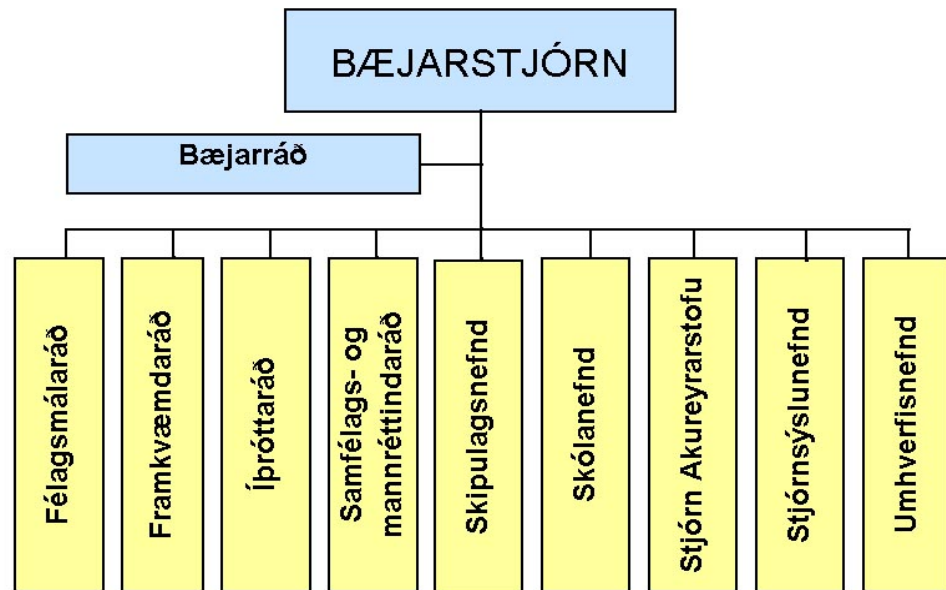 BÆJARSTJÓRN
Bæjarráð
Félagsmálaráð
Framkvæmdaráð
Íþróttaráð
Samfélags- og
mannréttindaráð
Skipulagsnefnd
Skólanefnd
Stjórn Akureyrarstofu
Stjórnsýslunefnd
Umhverfisnefnd